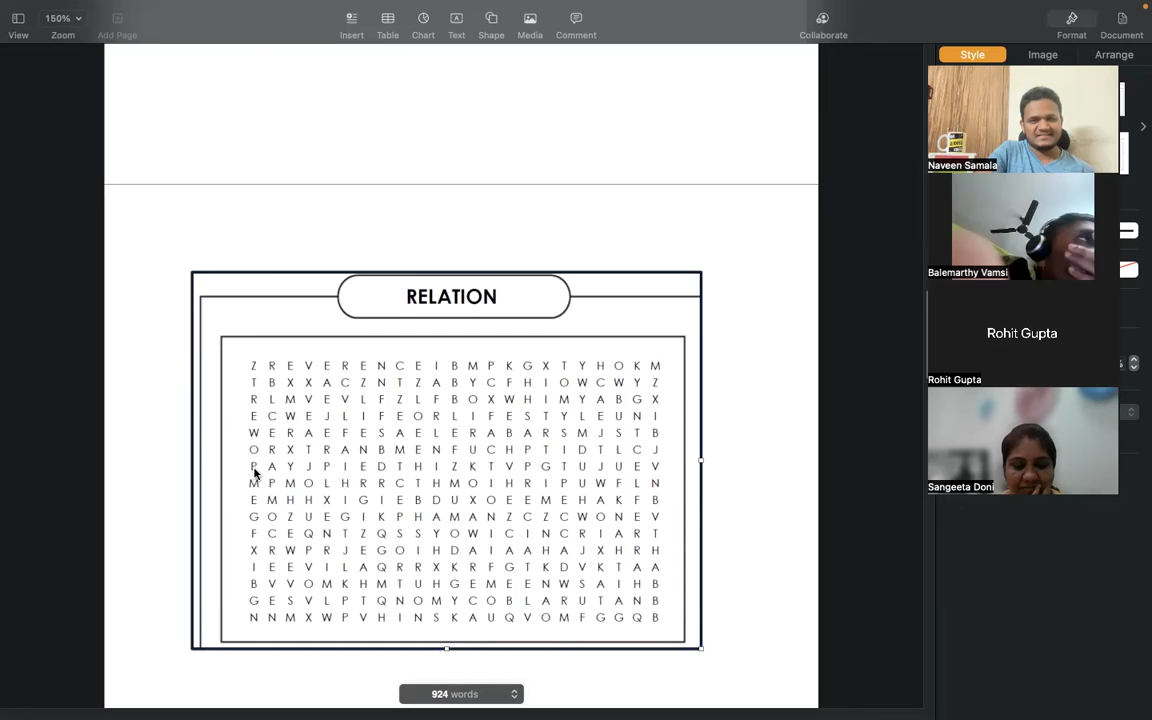 150%
View
Zoom
Add Page
Insert
Table
Chart
Text
Shape
Media
Comment
Collaborate
Format
Document
Style
Image
Arrange
Naveen Samala
Balemarthy Vamsi
Rohit Gupta
Rohit Gupta
Sangeeta Doni
RELATION
Z R E V E R E N C E I B M P K G X T Y H O K M
T B X X A C Z N T Z A B Y C F H I O W C W Y Z
R L M V E V L F Z L F B O X W H I M Y A B G X
E C W E J L I F E O R L I F E S T Y L E U N I
W E R A E F E S A E L E R A B A R S M J S T B
O R X T R A N B M E N F U C H P T I D T L C J
P A Y J P I E D T H I Z K T V P G T U J U E V
M P M O L H R R C T H M O I H R I P U W F L N
E M H H X I G I E B D U X O E E M E H A K F B
G O Z U E G I K P H A M A N Z C Z C W O N E V
F C E Q N T Z Q S S Y O W I C I N C R I A R T
X R W P R J E G O I H D A I A A H A J X H R H
I E E V I L A Q R R X K R F G T K D V K T A A
B V V O M K H M T U H G E M E E N W S A I H B
G E S V L P T Q N O M Y C O B L A R U T A N B
N N M X W P V H I N S K A U Q V O M F G G Q B
924 words